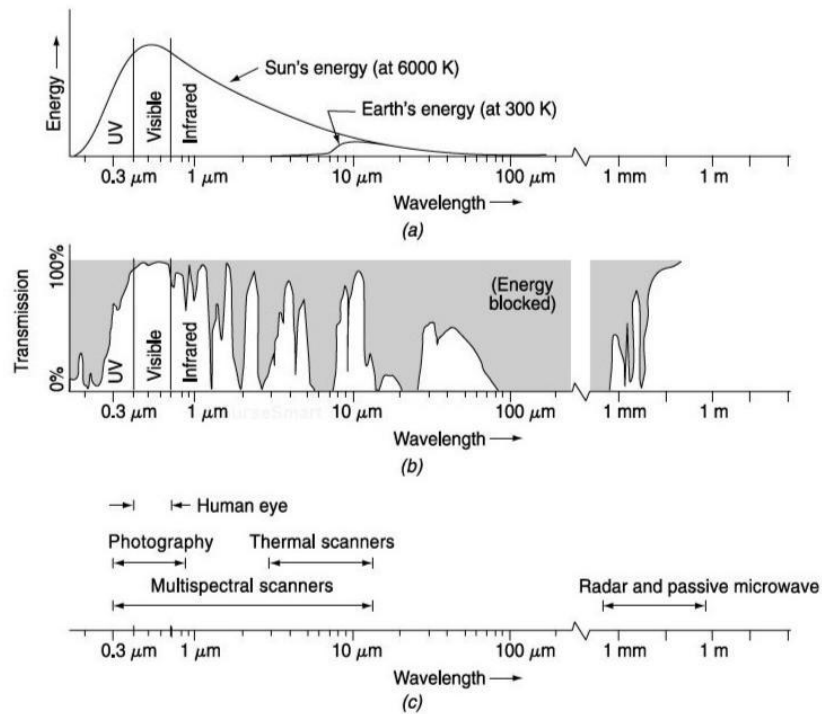 Energy →
UV
Visible
Infrared
Sun's energy (at 6000 K)
Earth's energy (at 300 K)
0.3 μm 1 μm 10 μm 100 μm 1 mm 1 m
Wavelength →
(a)
Transmission
0% 100%
UV
Visible
Infrared
(Energy
blocked)
0.3 μm 1 μm 10 μm 100 μm 1 mm 1 m
Wavelength →
(b)
Human eye
Photography Thermal scanners
Multispectral scanners Radar and passive microwave
0.3 μm 1 μm 10 μm 100 μm 1 mm 1 m
Wavelength →
(c)